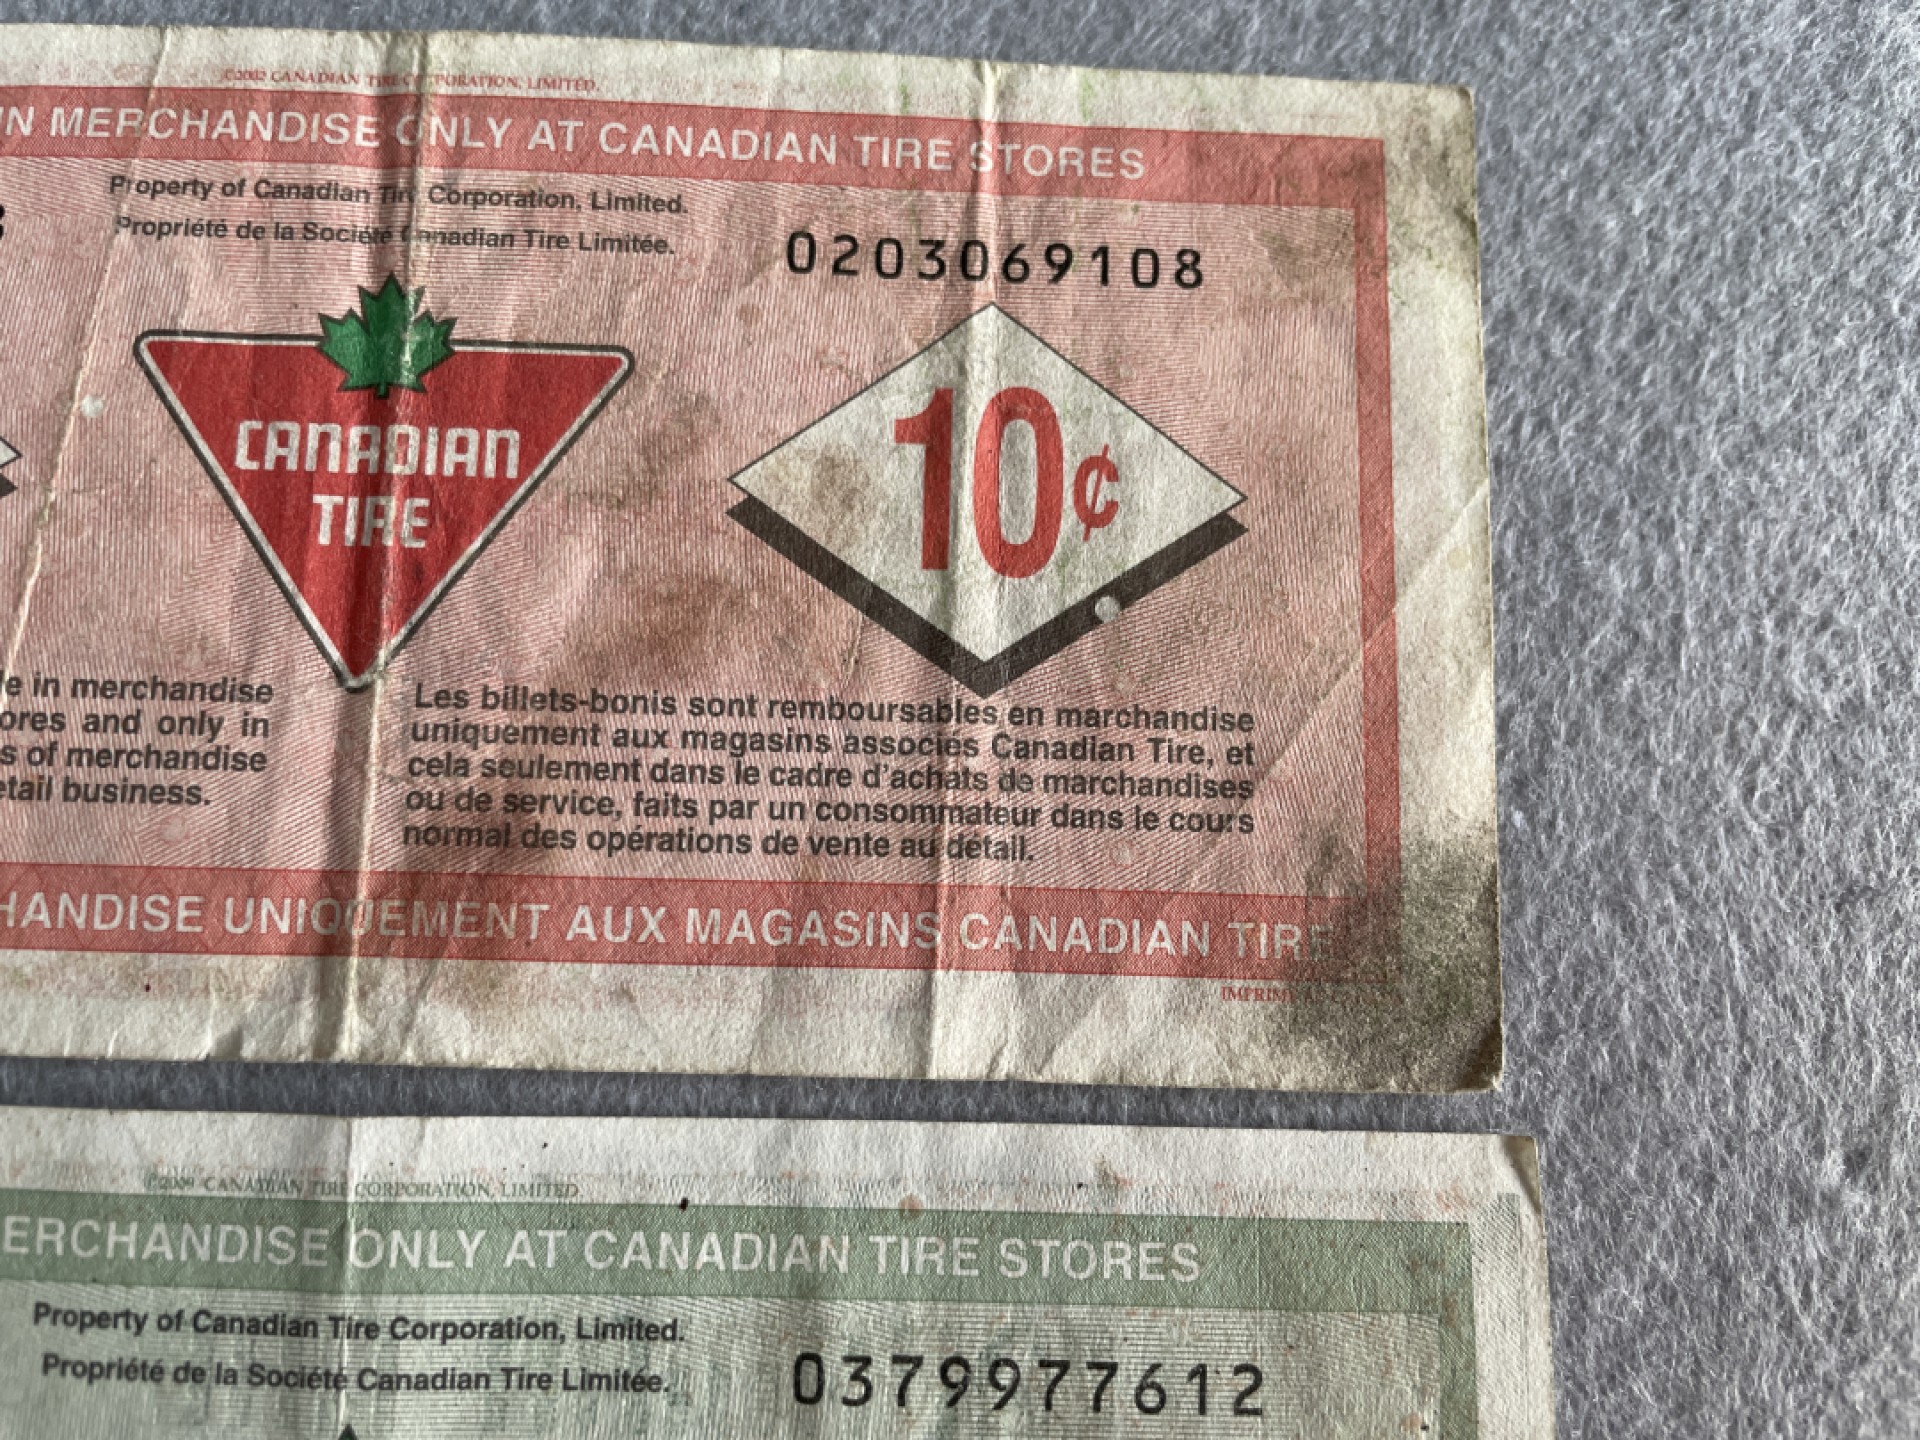 ©2002 CANADIAN TIRE CORPORATION, LIMITED.
IN MERCHANDISE ONLY AT CANADIAN TIRE STORES
Property of Canadian Tire Corporation, Limited.
Propriété de la Société Canadian Tire Limitée.
0203069108
CANADIAN
TIRE
10¢
e in merchandise
ores and only in
s of merchandise
etail business.
Les billets-bonis sont remboursables en marchandise
uniquement aux magasins associés Canadian Tire, et
cela seulement dans le cadre d'achats de marchandises
ou de service, faits par un consommateur dans le cours
normal des opérations de vente au détail.
HANDISE UNIQUEMENT AUX MAGASINS CANADIAN TIRE
IMPRIM
CANADIAN TIRE CORPORATION, LIMITED
ERCHANDISE ONLY AT CANADIAN TIRE STORES
Property of Canadian Tire Corporation, Limited.
Propriété de la Société Canadian Tire Limitée.
0379977612